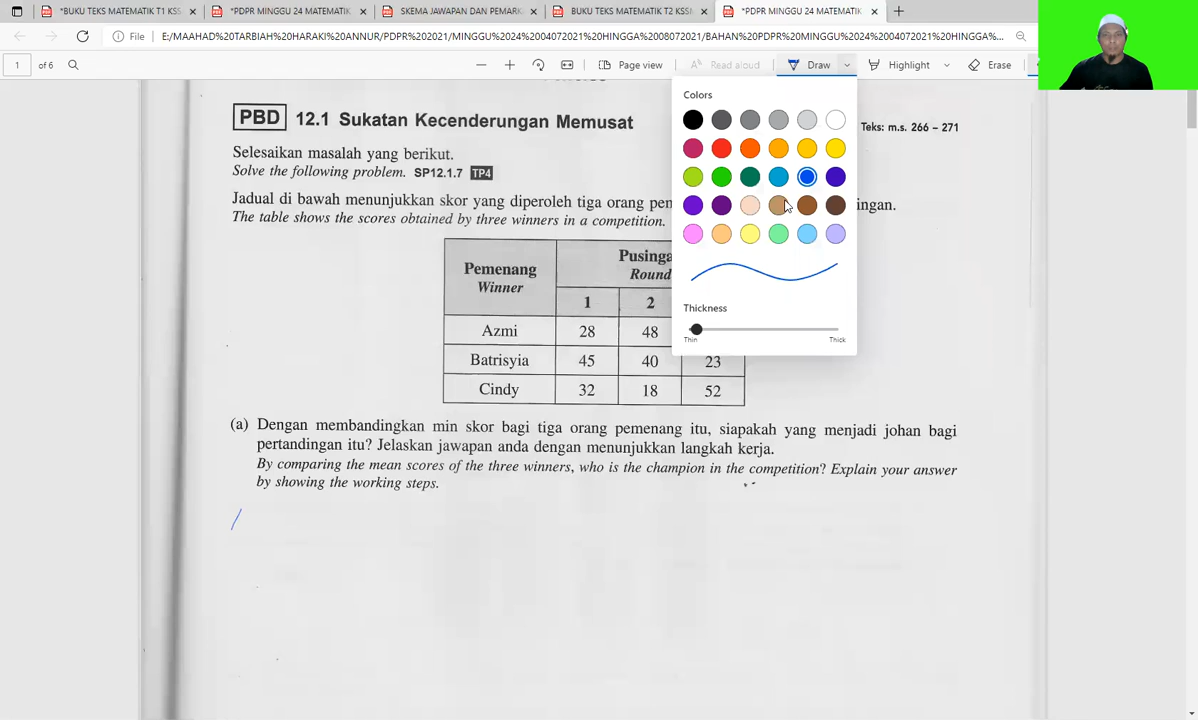 *BUKU TEKS MATEMATIK T1 KSS
*PDPR MINGGU 24 MATEMATIK
SKEMA JAWAPAN DAN PEMAR
BUKU TEKS MATEMATIK T2 KSSM
*PDPR MINGGU 24 MATEMATIK
File
E:/MAAHAD%20TARBIAH%20HARAKI%20ANNUR/PDPR%202021/MINGGU%2024%2004072021%20HINGGA%2008072021/BAHAN%20PDPR%20MINGGU%2024%2004072021%20HINGGA%...
1 of 6
Page view
Read aloud
Draw
Highlight
Erase
Colors
Thickness
Thin
Thick
PBD 12.1 Sukatan Kecenderungan Memusat
Teks: m.s. 266 – 271
Selesaikan masalah yang berikut.
Solve the following problem. SP12.1.7 TP4
Jadual di bawah menunjukkan skor yang diperoleh tiga orang pen
ingan.
The table shows the scores obtained by three winners in a competition.
Pemenang
Winner
Pusinga
Round
1 2
Azmi 28 48
Batrisyia 45 40 23
Cindy 32 18 52
(a) Dengan membandingkan min skor bagi tiga orang pemenang itu, siapakah yang menjadi johan bagi
pertandingan itu? Jelaskan jawapan anda dengan menunjukkan langkah kerja.
By comparing the mean scores of the three winners, who is the champion in the competition? Explain your answer
by showing the working steps.